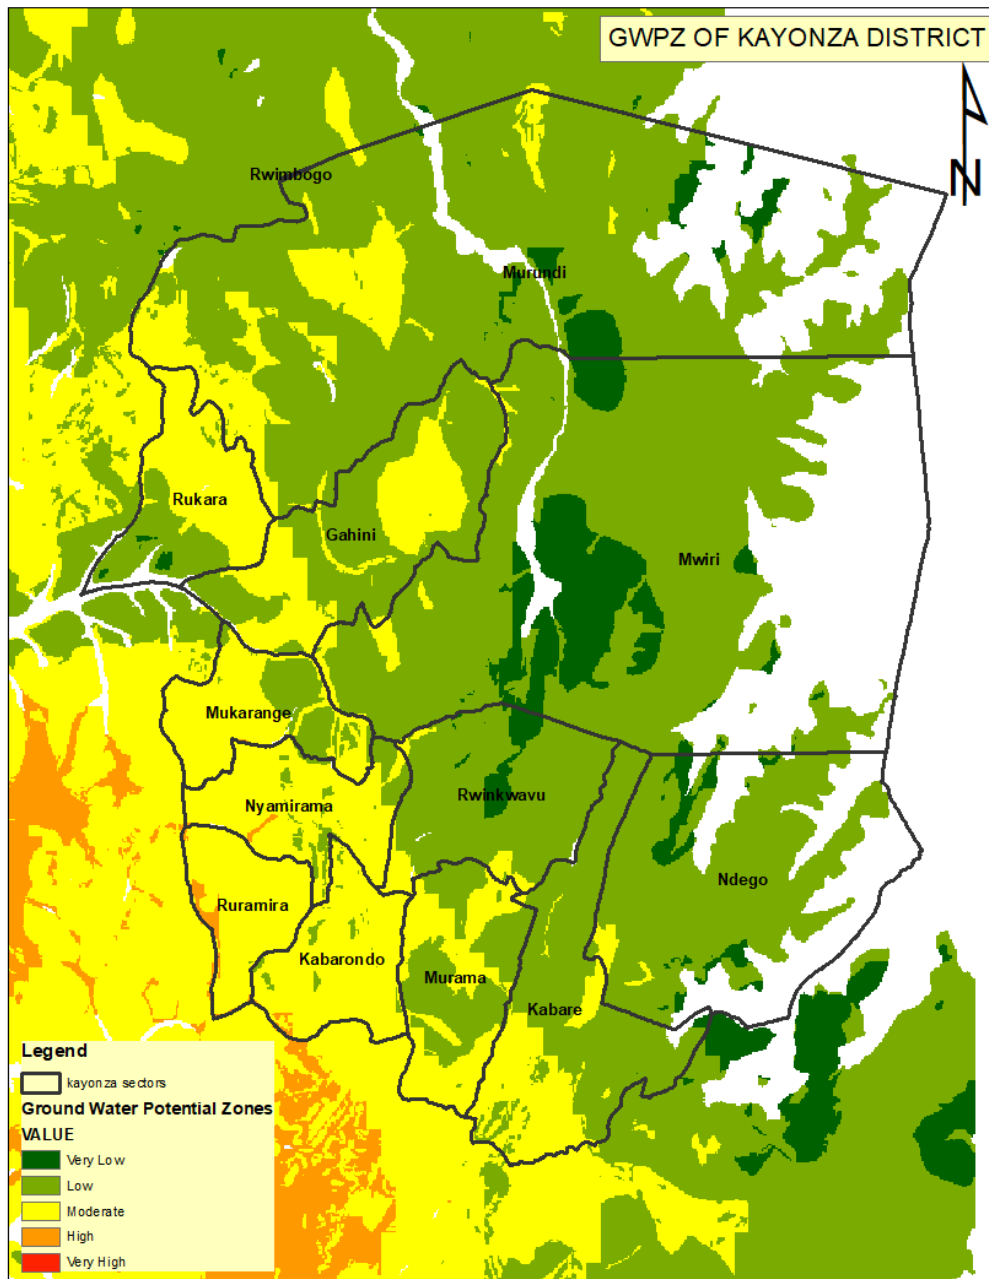 GWPZ OF KAYONZA DISTRICT
N
Rwimbogo
Murundi
Rukara
Gahini
Mwiri
Mukarange
Nyamirama
Rwinkwavu
Ndego
Ruramira
Kabarondo
Murama
Kabare
Legend
kayonza sectors
Ground Water Potential Zones
VALUE
Very Low
Low
Moderate
High
Very High